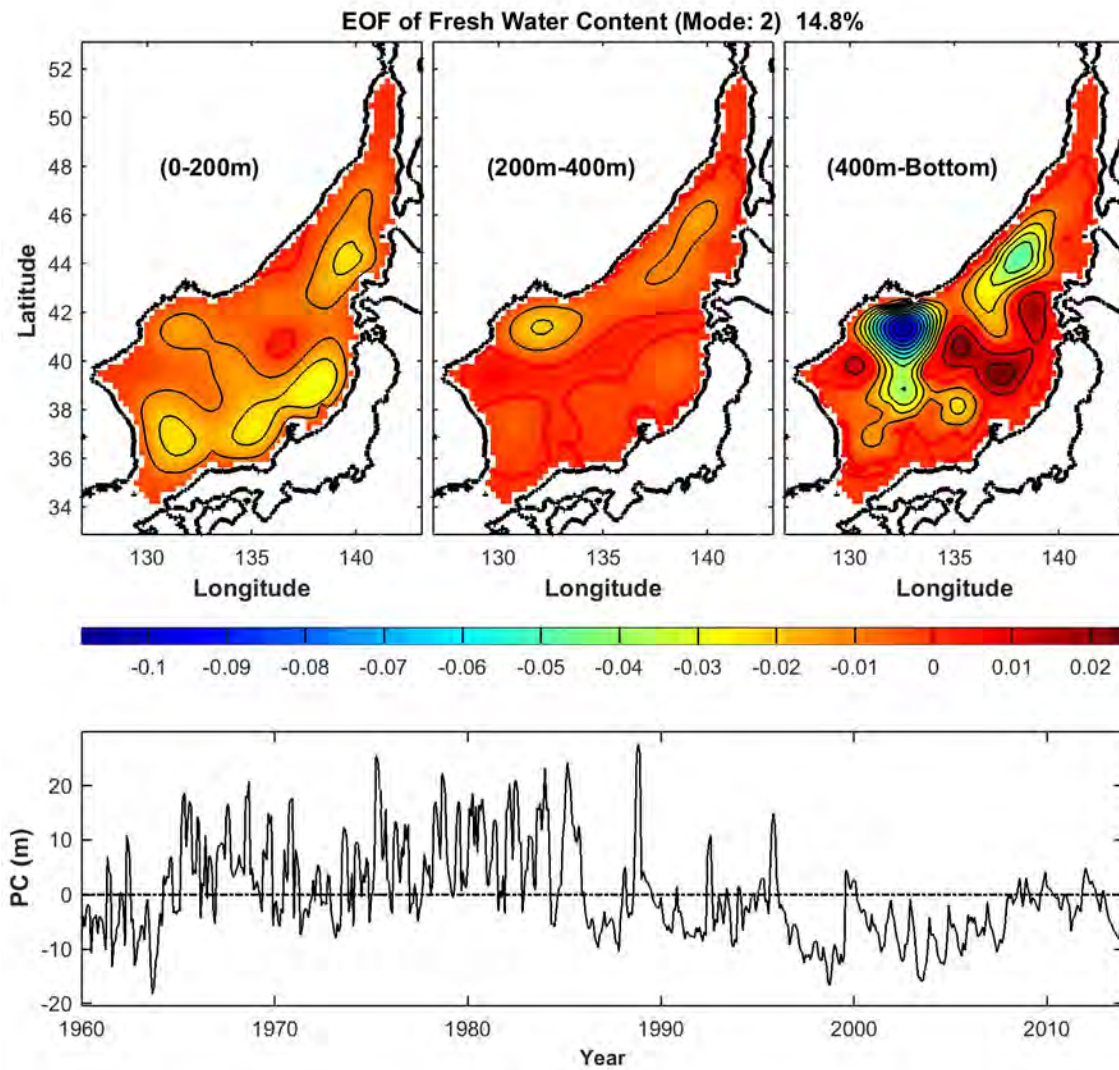 EOF of Fresh Water Content (Mode: 2) 14.8%
52
50
48
46
44
42
40
38
36
34
Latitude
(0-200m)
(200m-400m)
(400m-Bottom)
130 135 140 130 135 140 130 135 140
Longitude Longitude Longitude
-0.1 -0.09 -0.08 -0.07 -0.06 -0.05 -0.04 -0.03 -0.02 -0.01 0 0.01 0.02
20
10
0
-10
-20
PC (m)
1960 1970 1980 1990 2000 2010
Year